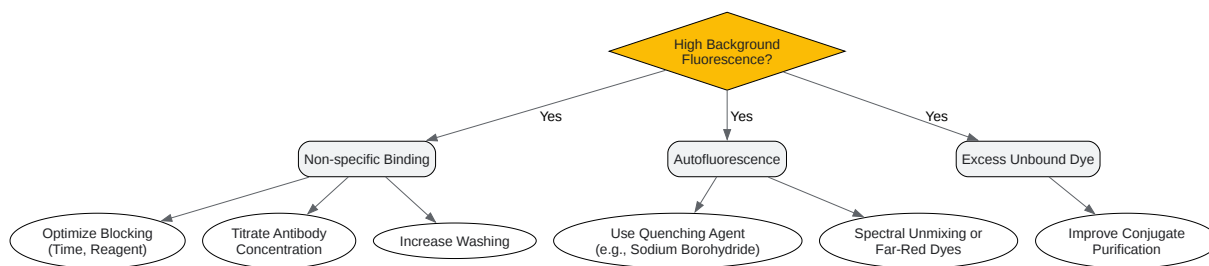 High Background
Fluorescence?
Yes
Yes
Yes
Non-specific Binding
Autofluorescence
Excess Unbound Dye
Optimize Blocking
(Time, Reagent)
Titrate Antibody
Concentration
Increase Washing
Use Quenching Agent
(e.g., Sodium Borohydride)
Spectral Unmixing or
Far-Red Dyes
Improve Conjugate
Purification